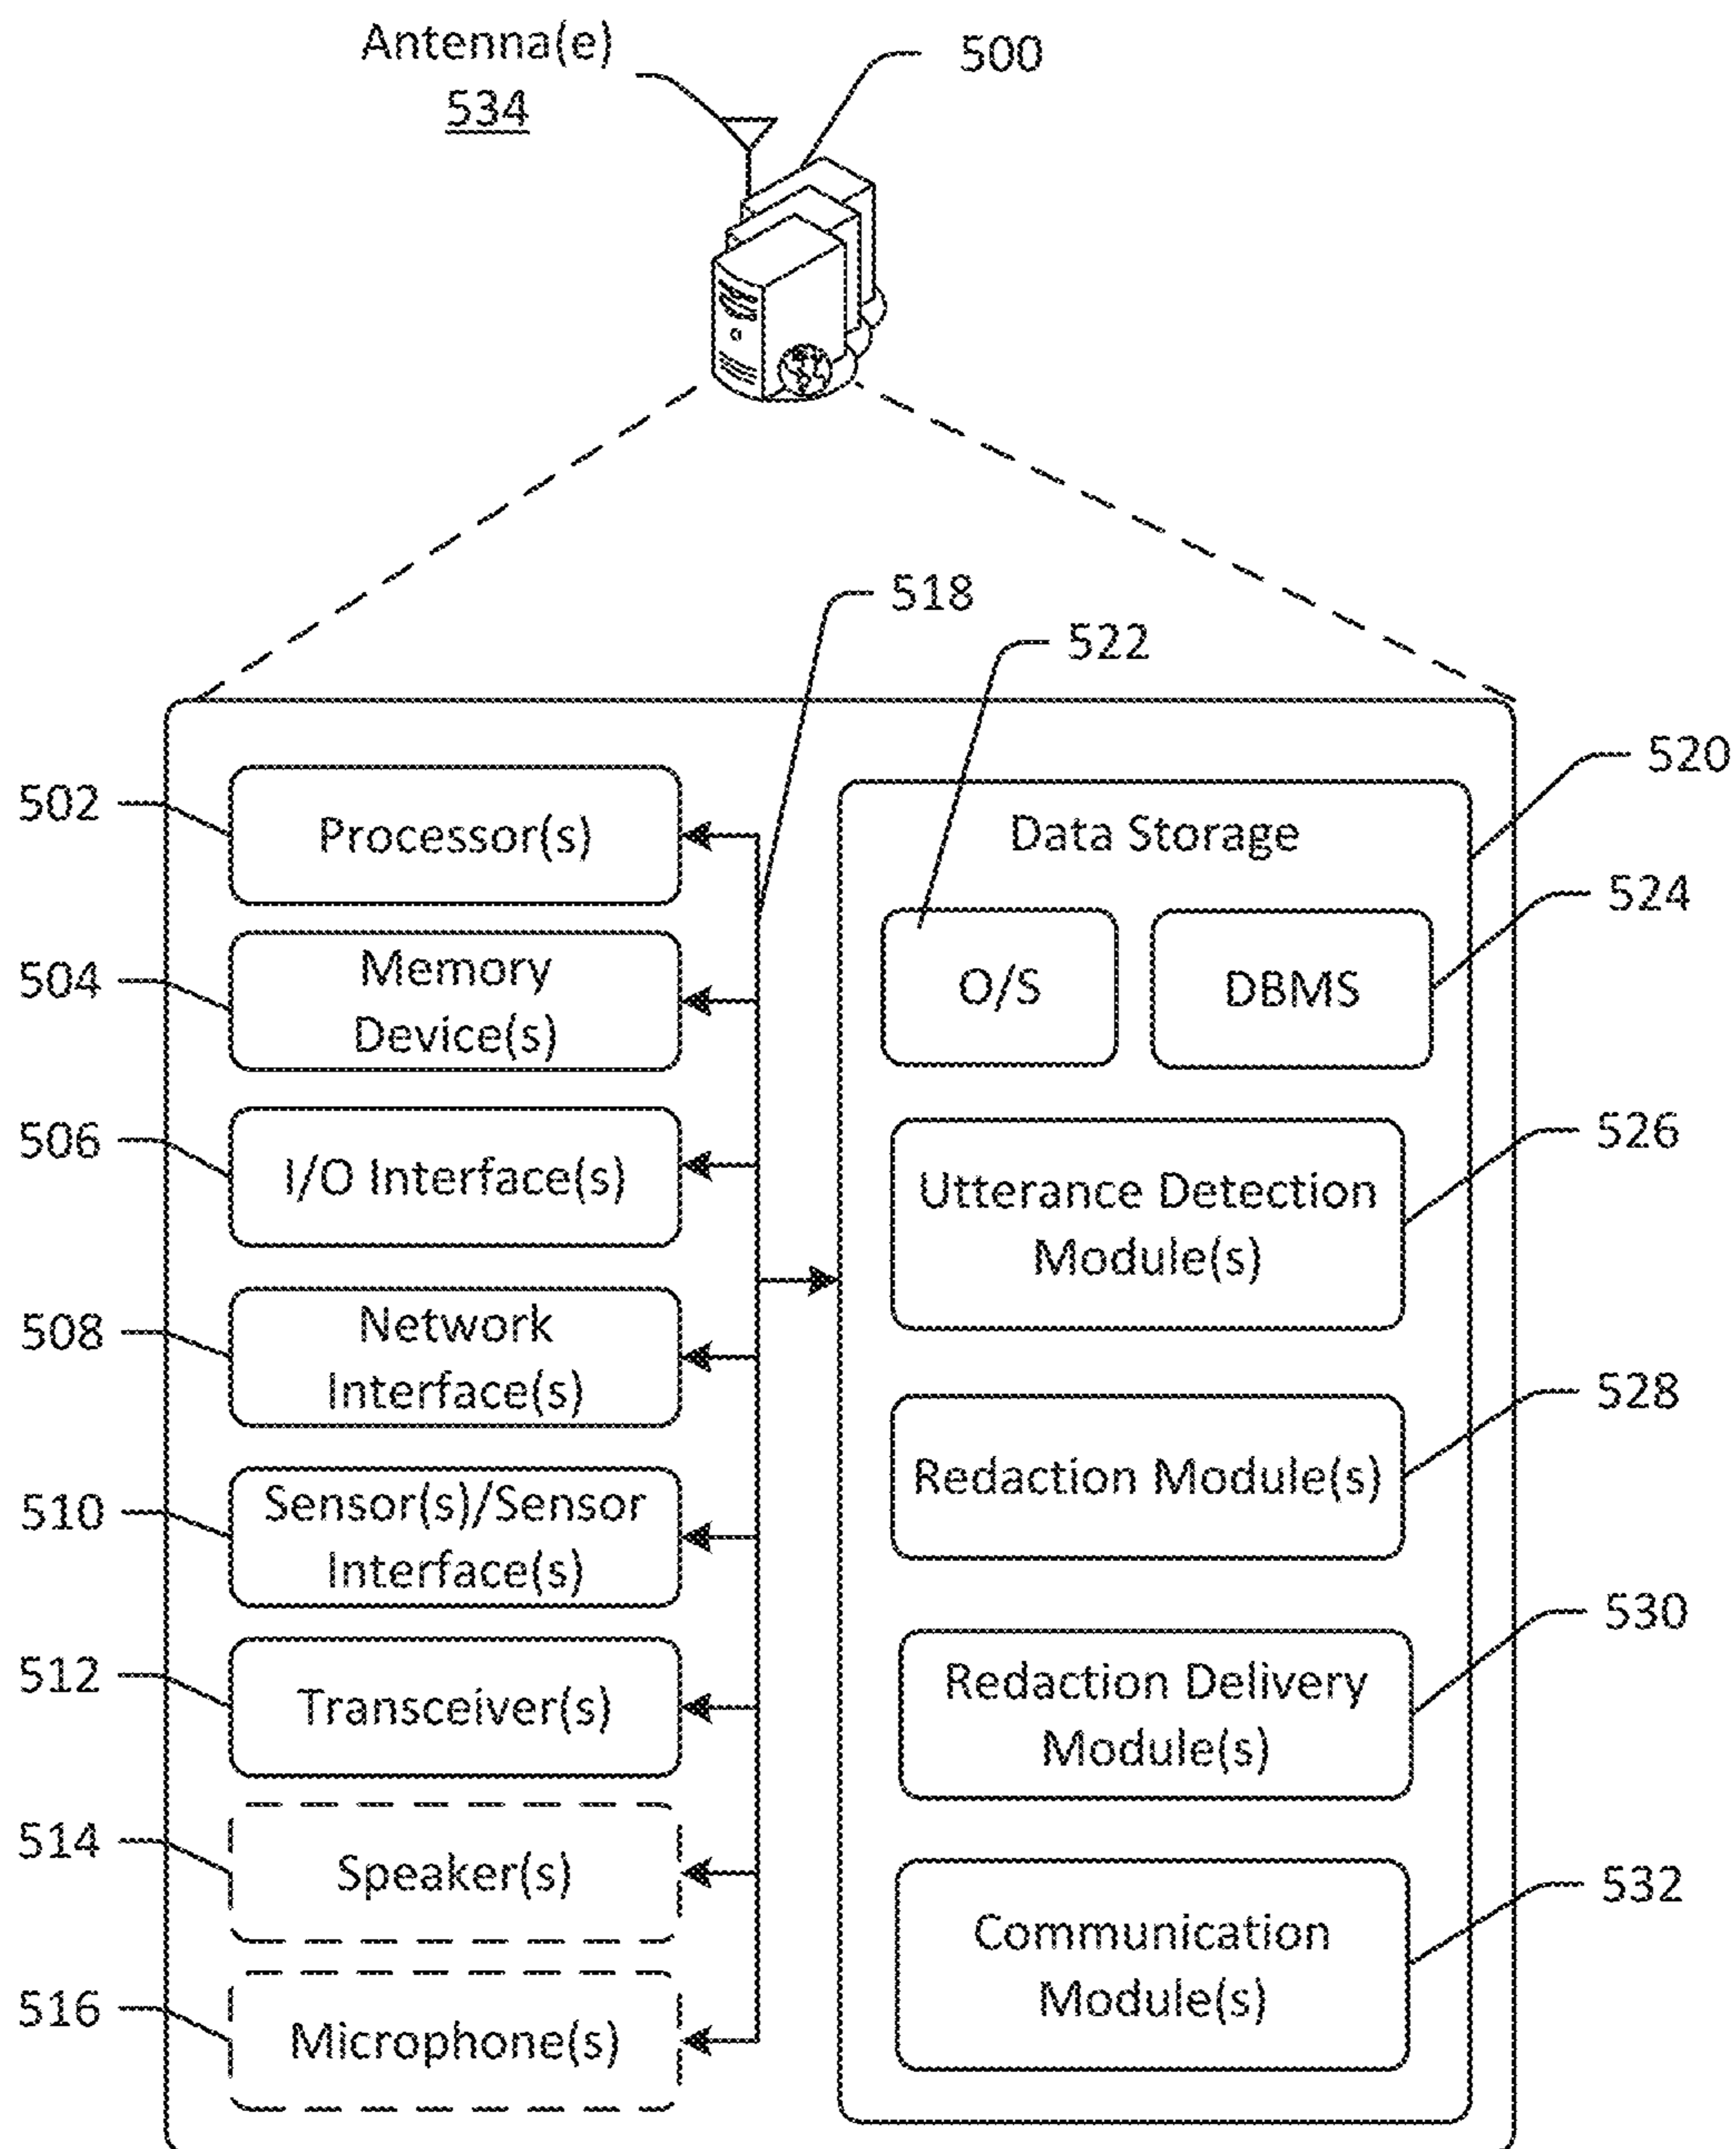 Antenna(e)
534
500
518
522
520
502
Processor(s)
Data Storage
524
504
Memory
Device(s)
O/S
DBMS
506
I/O Interface(s)
526
Utterance Detection
Module(s)
508
Network
Interface(s)
528
Redaction Module(s)
510
Sensor(s)/Sensor
Interface(s)
530
Redaction Delivery
Module(s)
512
Transceiver(s)
514
Speaker(s)
532
Communication
Module(s)
516
Microphone(s)